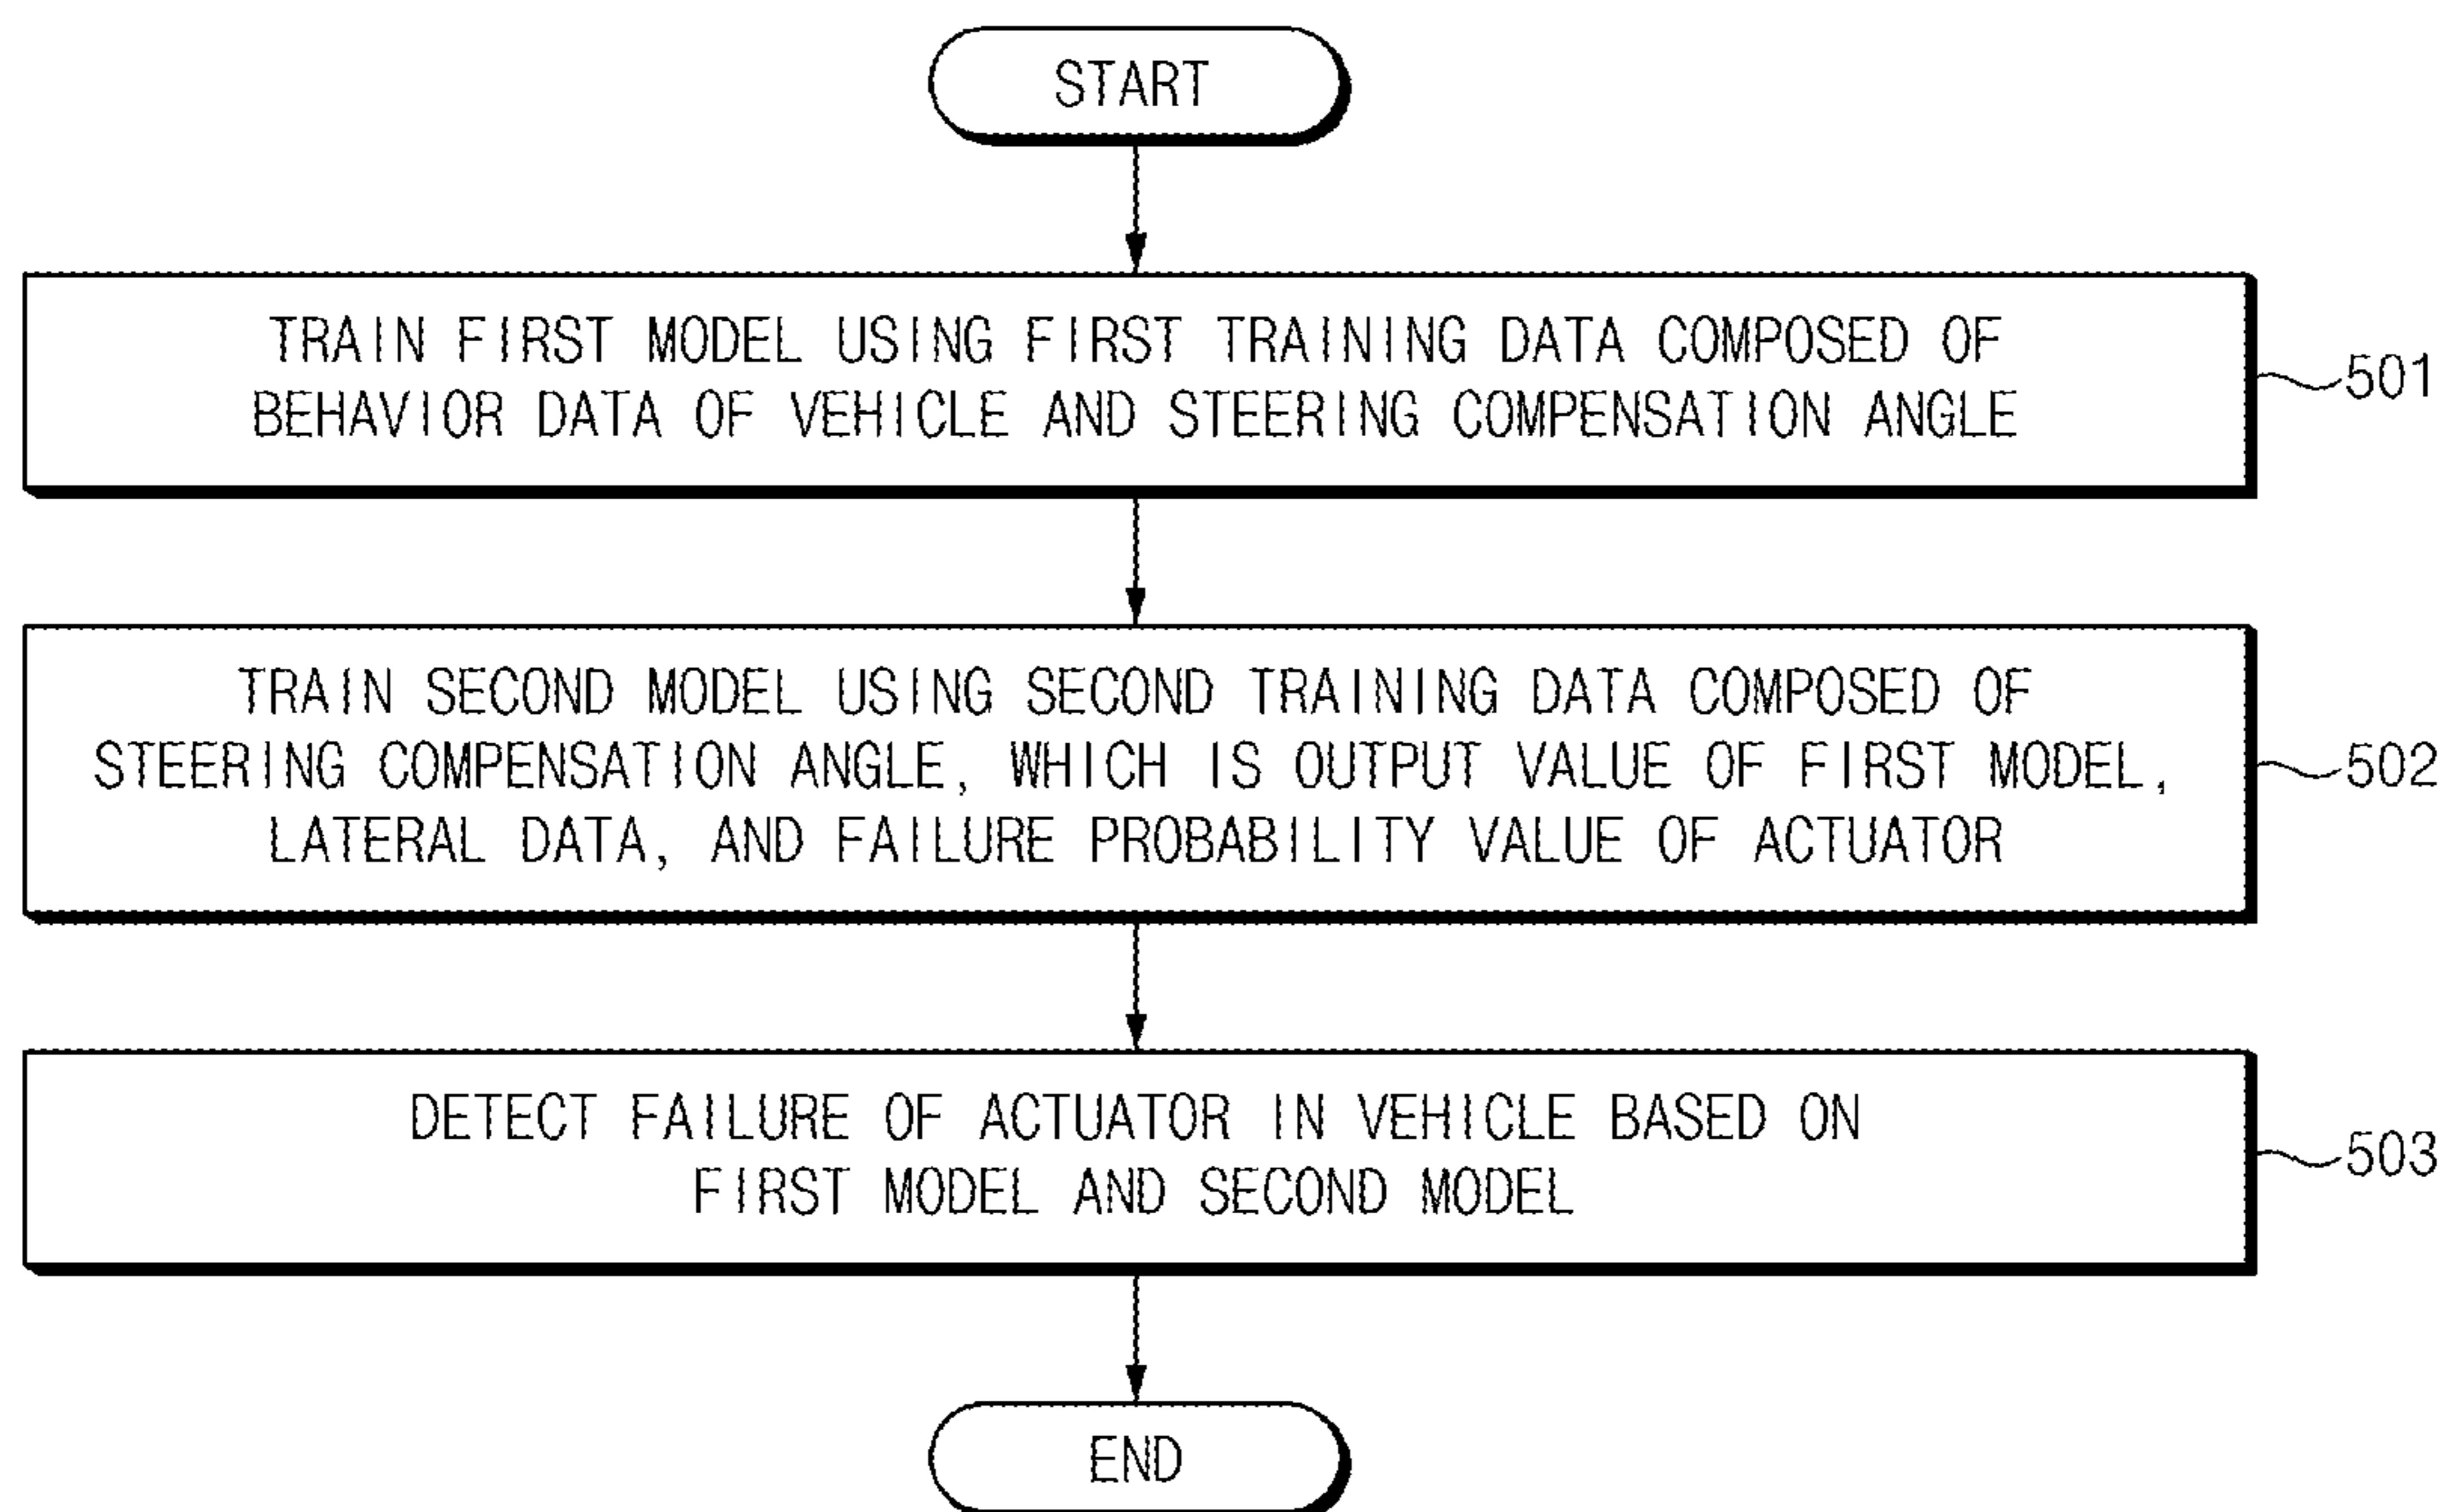 START
TRAIN FIRST MODEL USING FIRST TRAINING DATA COMPOSED OF
BEHAVIOR DATA OF VEHICLE AND STEERING COMPENSATION ANGLE
501
TRAIN SECOND MODEL USING SECOND TRAINING DATA COMPOSED OF
STEERING COMPENSATION ANGLE, WHICH IS OUTPUT VALUE OF FIRST MODEL,
LATERAL DATA, AND FAILURE PROBABILITY VALUE OF ACTUATOR
502
DETECT FAILURE OF ACTUATOR IN VEHICLE BASED ON
FIRST MODEL AND SECOND MODEL
503
END